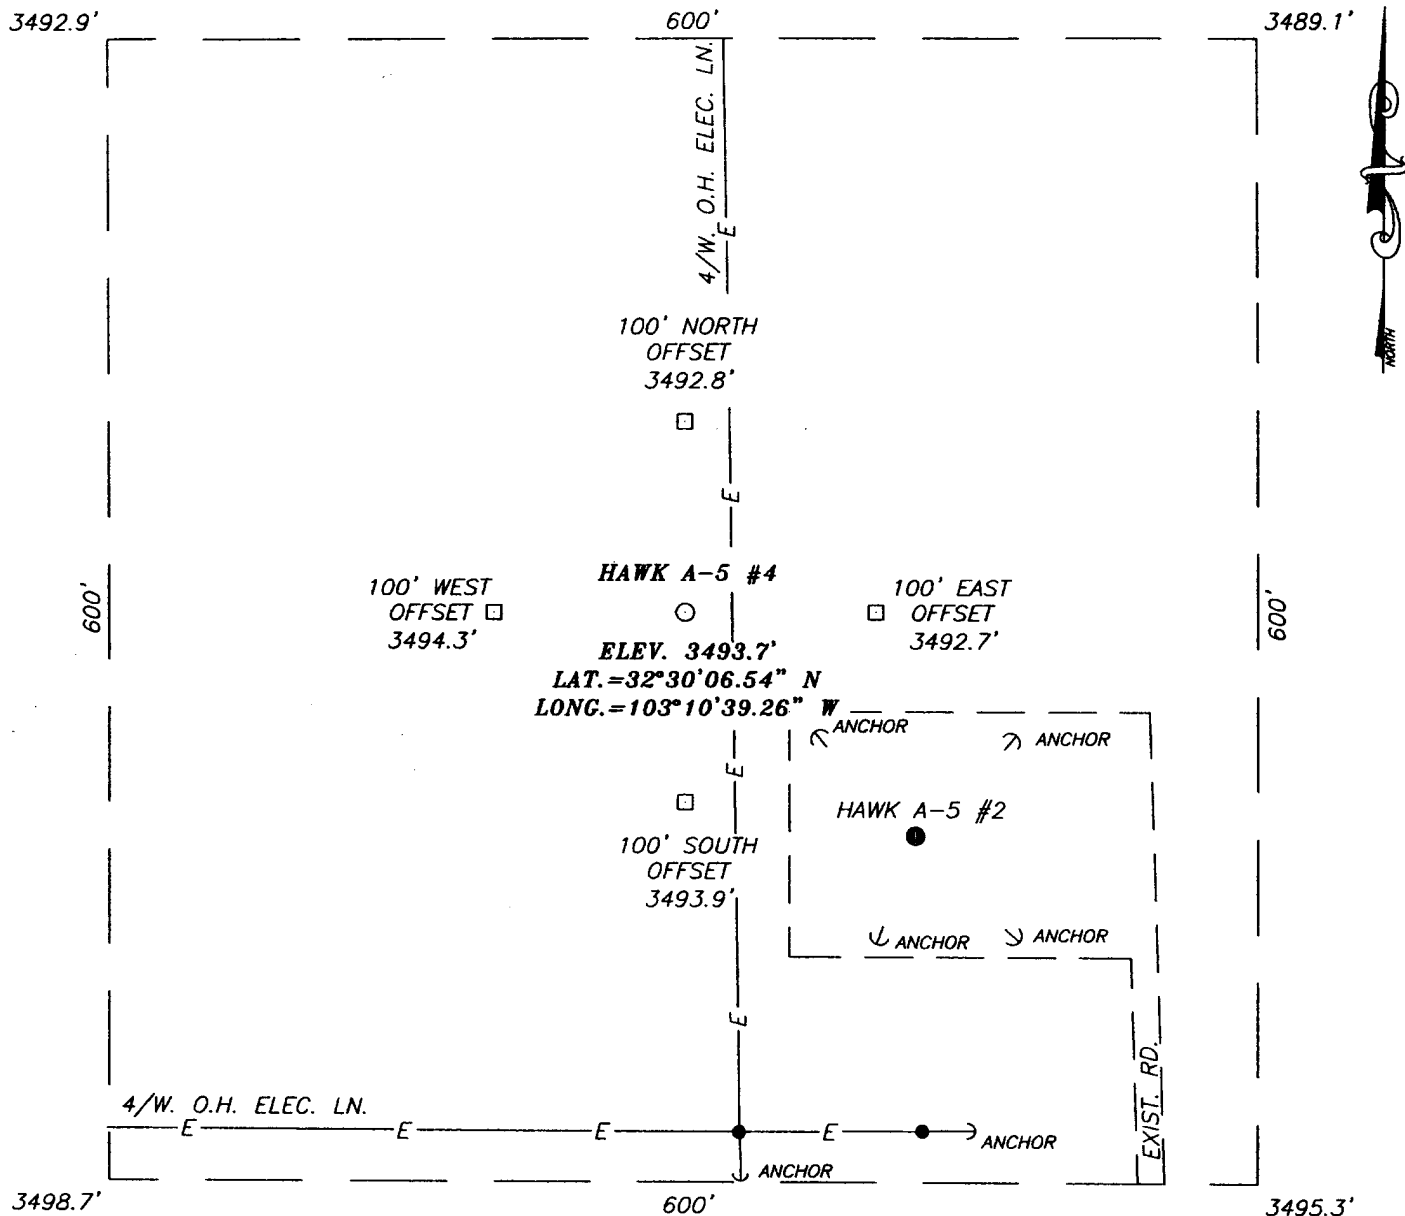 3492.9'
600'
3489.1'
4/W. O.H. ELEC. LN.
E
NORTH
100' NORTH
OFFSET
3492.8'
E
600'
100' WEST
OFFSET
3494.3'
HAWK A-5 #4
100' EAST
OFFSET
3492.7'
600'
ELEV. 3493.7'
LAT.=32°30'06.54" N
LONG.=103°10'39.26" W
ANCHOR
ANCHOR
E
HAWK A-5 #2
100' SOUTH
OFFSET
3493.9'
ANCHOR
ANCHOR
E
EXIST. RD.
4/W. O.H. ELEC. LN.
E
E
E
E
ANCHOR
ANCHOR
3498.7'
600'
3495.3'